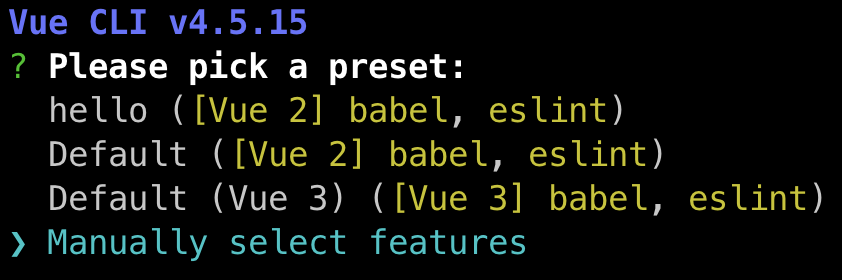 Vue CLI v4.5.15
? Please pick a preset:
hello ([Vue 2] babel, eslint)
Default ([Vue 2] babel, eslint)
Default (Vue 3) ([Vue 3] babel, eslint)
❯ Manually select features